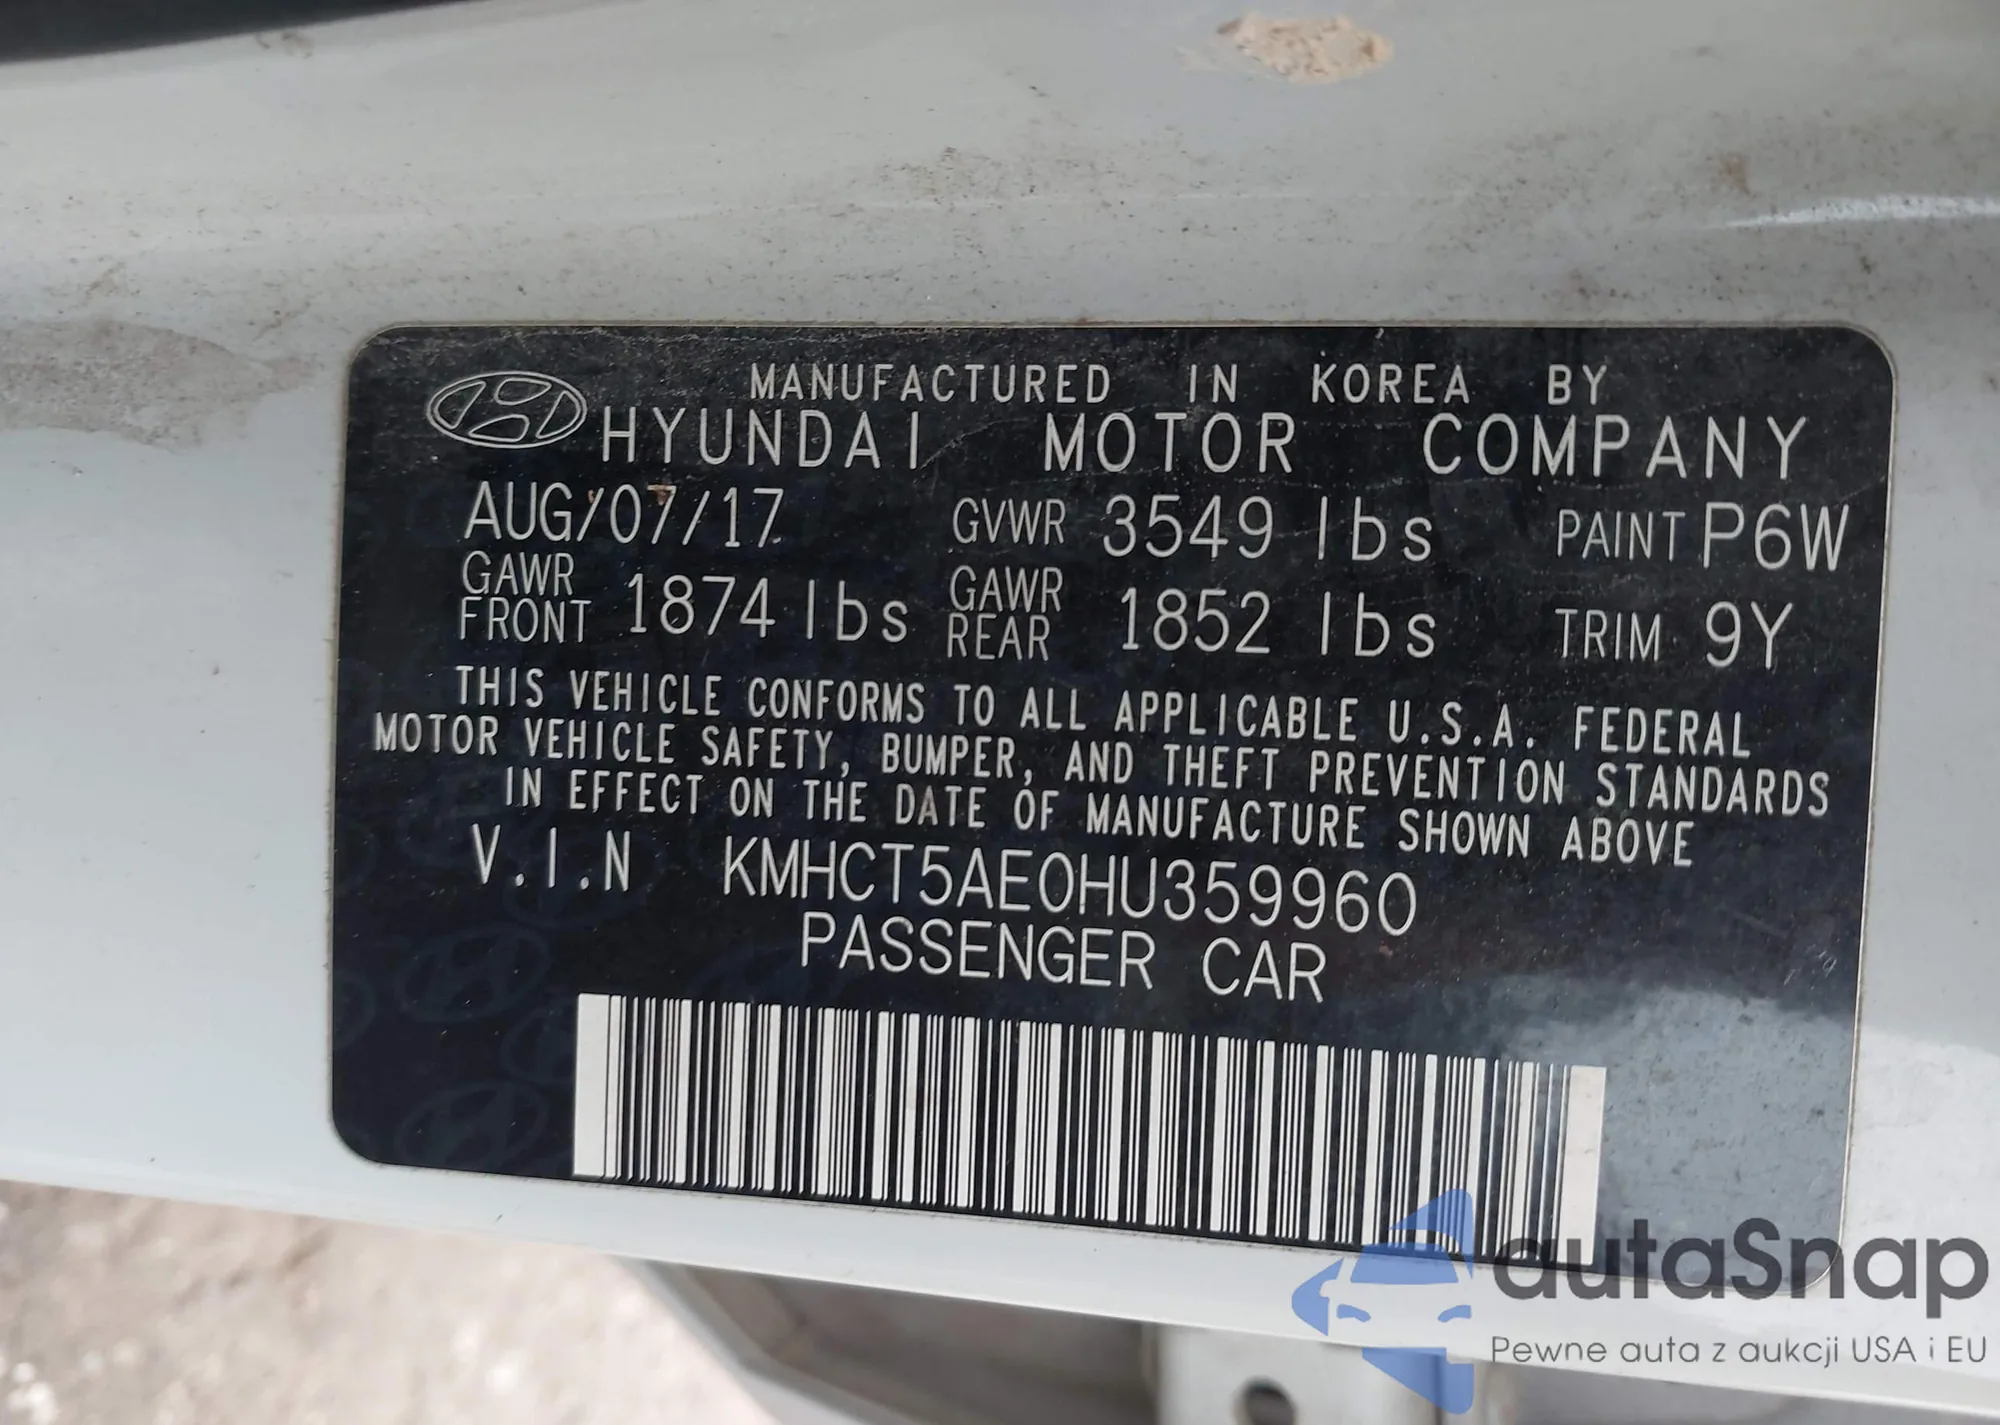 MANUFACTURED IN KOREA BY
HYUNDAI MOTOR COMPANY
AUG/07/17 GVWR 3549 lbs PAINT P6W
GAWR FRONT 1874 lbs GAWR REAR 1852 lbs TRIM 9Y
THIS VEHICLE CONFORMS TO ALL APPLICABLE U.S.A. FEDERAL
MOTOR VEHICLE SAFETY, BUMPER, AND THEFT PREVENTION STANDARDS
IN EFFECT ON THE DATE OF MANUFACTURE SHOWN ABOVE
V.I.N KMHCT5AE0HU359960
PASSENGER CAR
autaSnap
Pewne auta z aukcji USA i EU